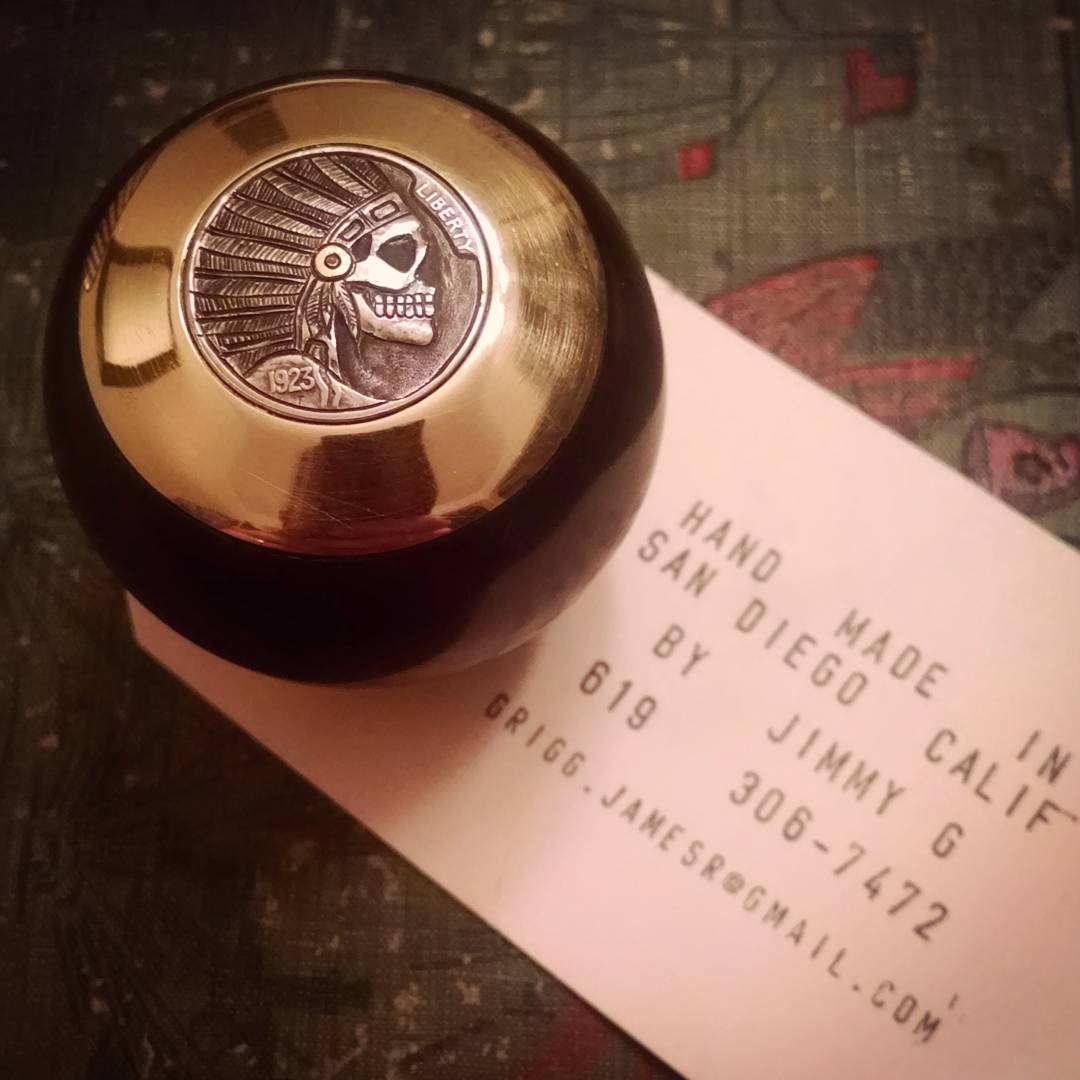 LIBERTY
1923
HAND MADE IN
SAN DIEGO CALIF
BY JIMMY G
619 306-7472
GRIGG.JAMESR@GMAIL.COM